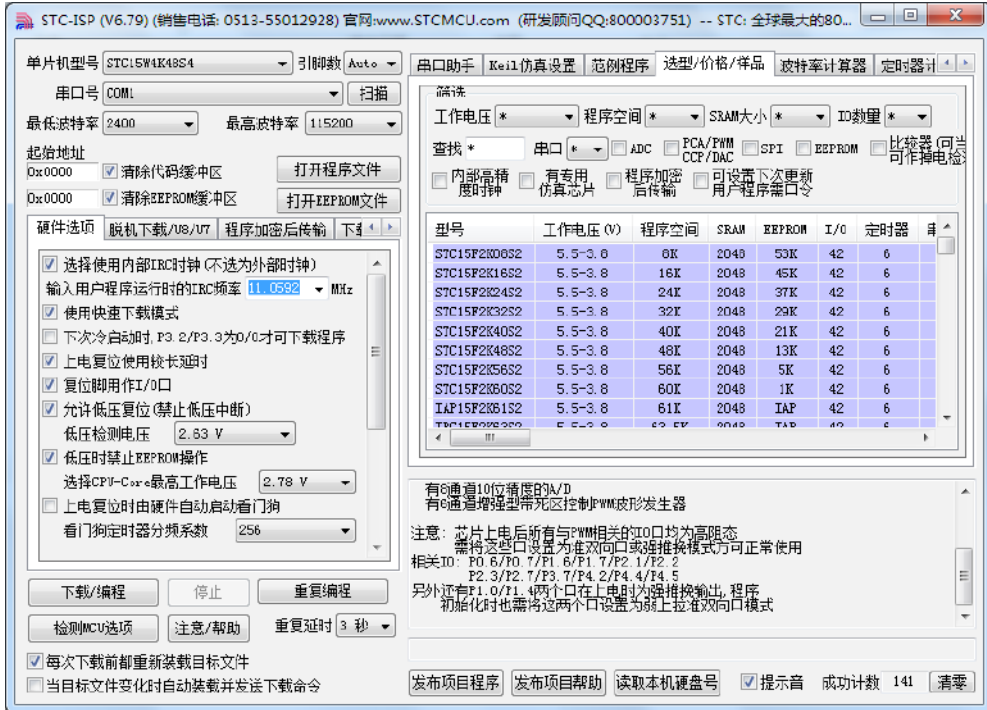 STC-ISP (V6.79) (销售电话: 0513-55012928) 官网:www.STCMCU.com (研发顾问QQ:800003751) -- STC: 全球最大的80...
单片机型号 STC15W4K48S4 引脚数 Auto
串口号 COM1 扫描
最低波特率 2400 最高波特率 115200
起始地址
0x0000 清除代码缓冲区 打开程序文件
0x0000 清除EEPROM缓冲区 打开EEPROM文件
硬件选项 脱机下载/U8/U7 程序加密后传输
选择使用内部IRC时钟(不选为外部时钟)
输入用户程序运行时的IRC频率 11.0592 MHz
使用快速下载模式
下次冷启动时,P3.2/P3.3为0/0才可下载程序
上电复位使用较长延时
复位脚用作I/O口
允许低压复位(禁止低压中断)
低压检测电压 2.63 V
低压时禁止EEPROM操作
选择CPU-Core最高工作电压 2.78 V
上电复位时由硬件自动启动看门狗
看门狗定时器分频系数 256
下载/编程 停止 重复编程
检测MCU选项 注意/帮助 重复延时 3 秒
每次下载前都重新装载目标文件
当目标文件变化时自动装载并发送下载命令
串口助手 Keil仿真设置 范例程序 选型/价格/样品 波特率计算器 定时器计
筛选
工作电压 * 程序空间 * SRAM大小 * IO数量 *
查找 * 串口 * ADC PCA/PWM CCP/DAC SPI EEPROM 比较器(可当可作掉电检
内部高精度时钟 有专用仿真芯片 程序加密后传输 可设置下次更新用户程序需口令
型号 工作电压(V) 程序空间 SRAM EEPROM I/O 定时器
STC15F2K08S2 5.5-3.8 8K 2048 53K 42 6
STC15F2K16S2 5.5-3.8 16K 2048 45K 42 6
STC15F2K24S2 5.5-3.8 24K 2048 37K 42 6
STC15F2K32S2 5.5-3.8 32K 2048 29K 42 6
STC15F2K40S2 5.5-3.8 40K 2048 21K 42 6
STC15F2K48S2 5.5-3.8 48K 2048 13K 42 6
STC15F2K56S2 5.5-3.8 56K 2048 5K 42 6
STC15F2K60S2 5.5-3.8 60K 2048 1K 42 6
IAP15F2K61S2 5.5-3.8 61K 2048 IAP 42 6
有8通道10位精度的A/D
有6通道增强型带死区控制PWM波形发生器
注意: 芯片上电后所有与PWM相关的IO口均为高阻态
需将这些口设置为准双向口或强推挽模式方可正常使用
相关IO: P0.6/P0.7/P1.6/P1.7/P2.1/P2.2
P2.3/P2.7/P3.7/P4.2/P4.4/P4.5
另外还有P1.0/P1.4两个口在上电时为强推挽输出,程序
初始化时也需将这两个口设置为弱上拉准双向口模式
发布项目程序 发布项目帮助 读取本机硬盘号 提示音 成功计数 141 清零